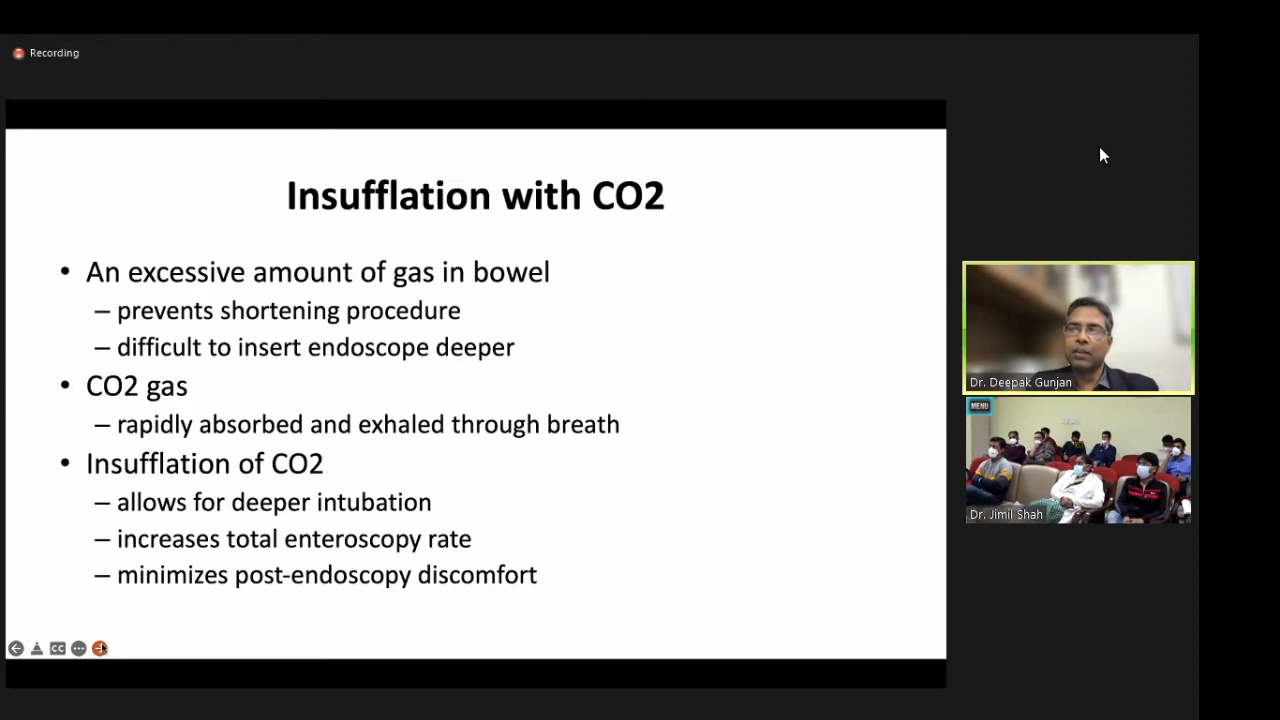 Recording
Insufflation with CO2
• An excessive amount of gas in bowel
– prevents shortening procedure
– difficult to insert endoscope deeper
• CO2 gas
– rapidly absorbed and exhaled through breath
• Insufflation of CO2
– allows for deeper intubation
– increases total enteroscopy rate
– minimizes post-endoscopy discomfort
CC
Dr. Deepak Gunjan
MENU
Dr. Jimil Shah